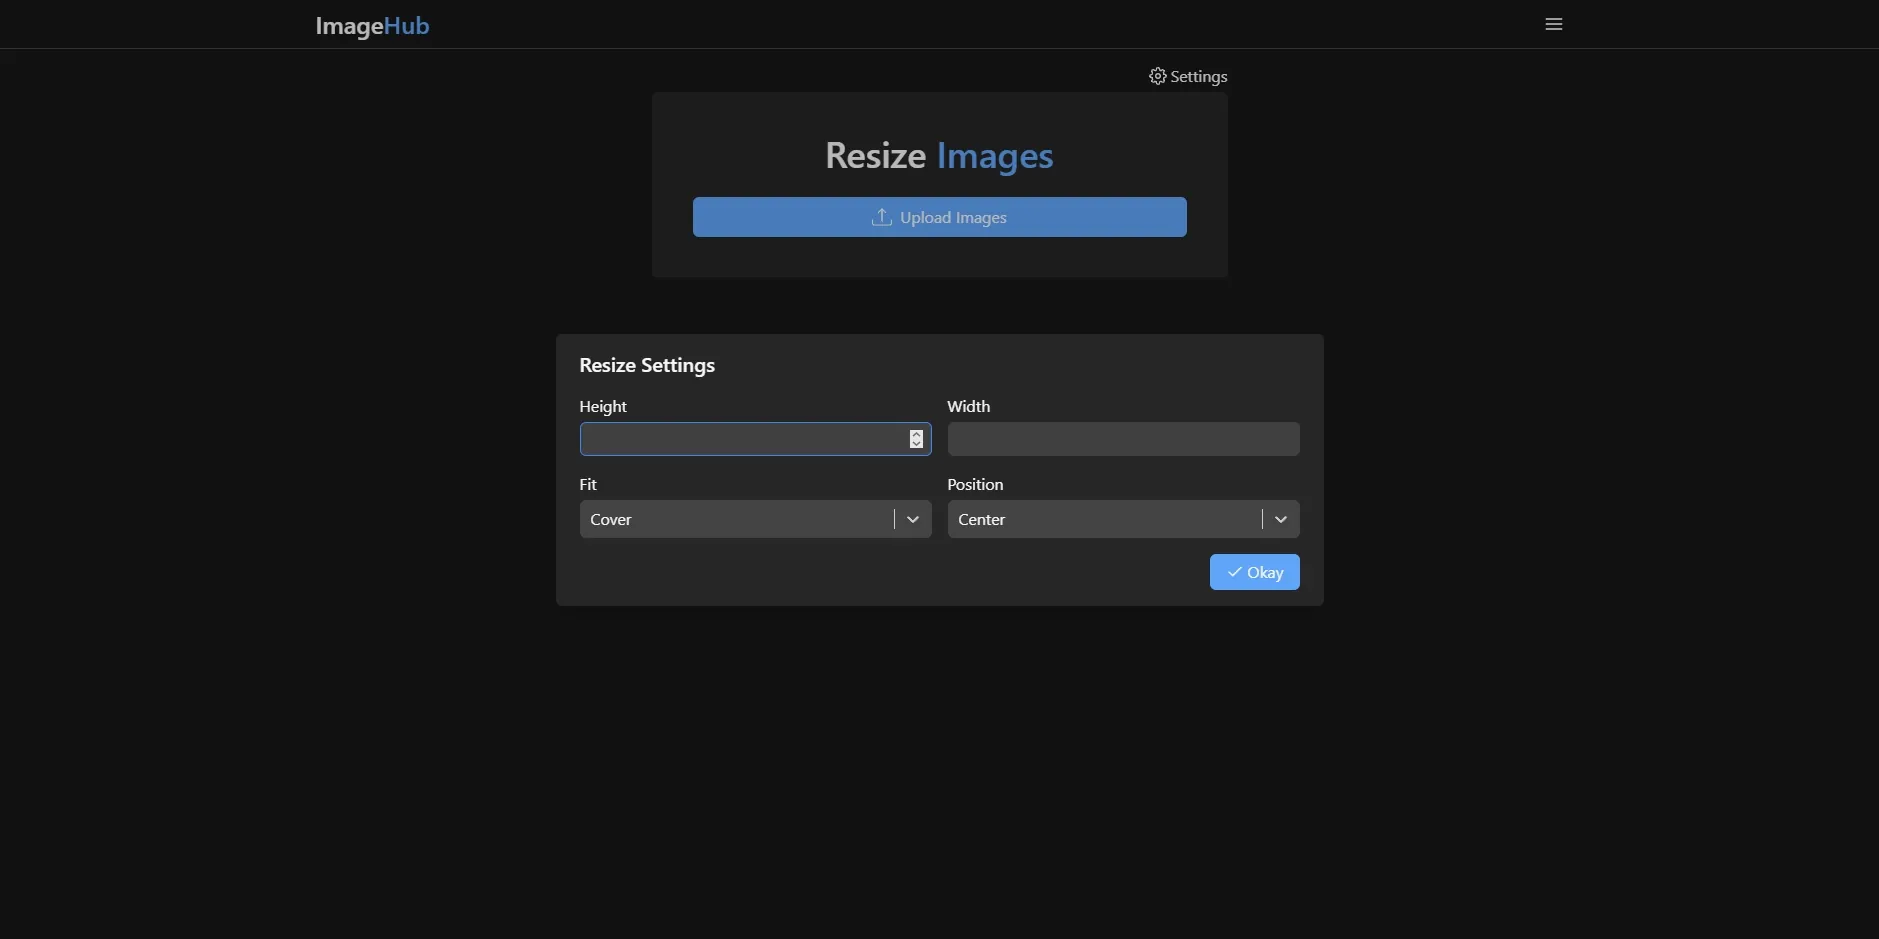 ImageHub
Settings
Resize Images
Upload Images
Resize Settings
Height
Width
Fit
Position
Cover
Center
Okay